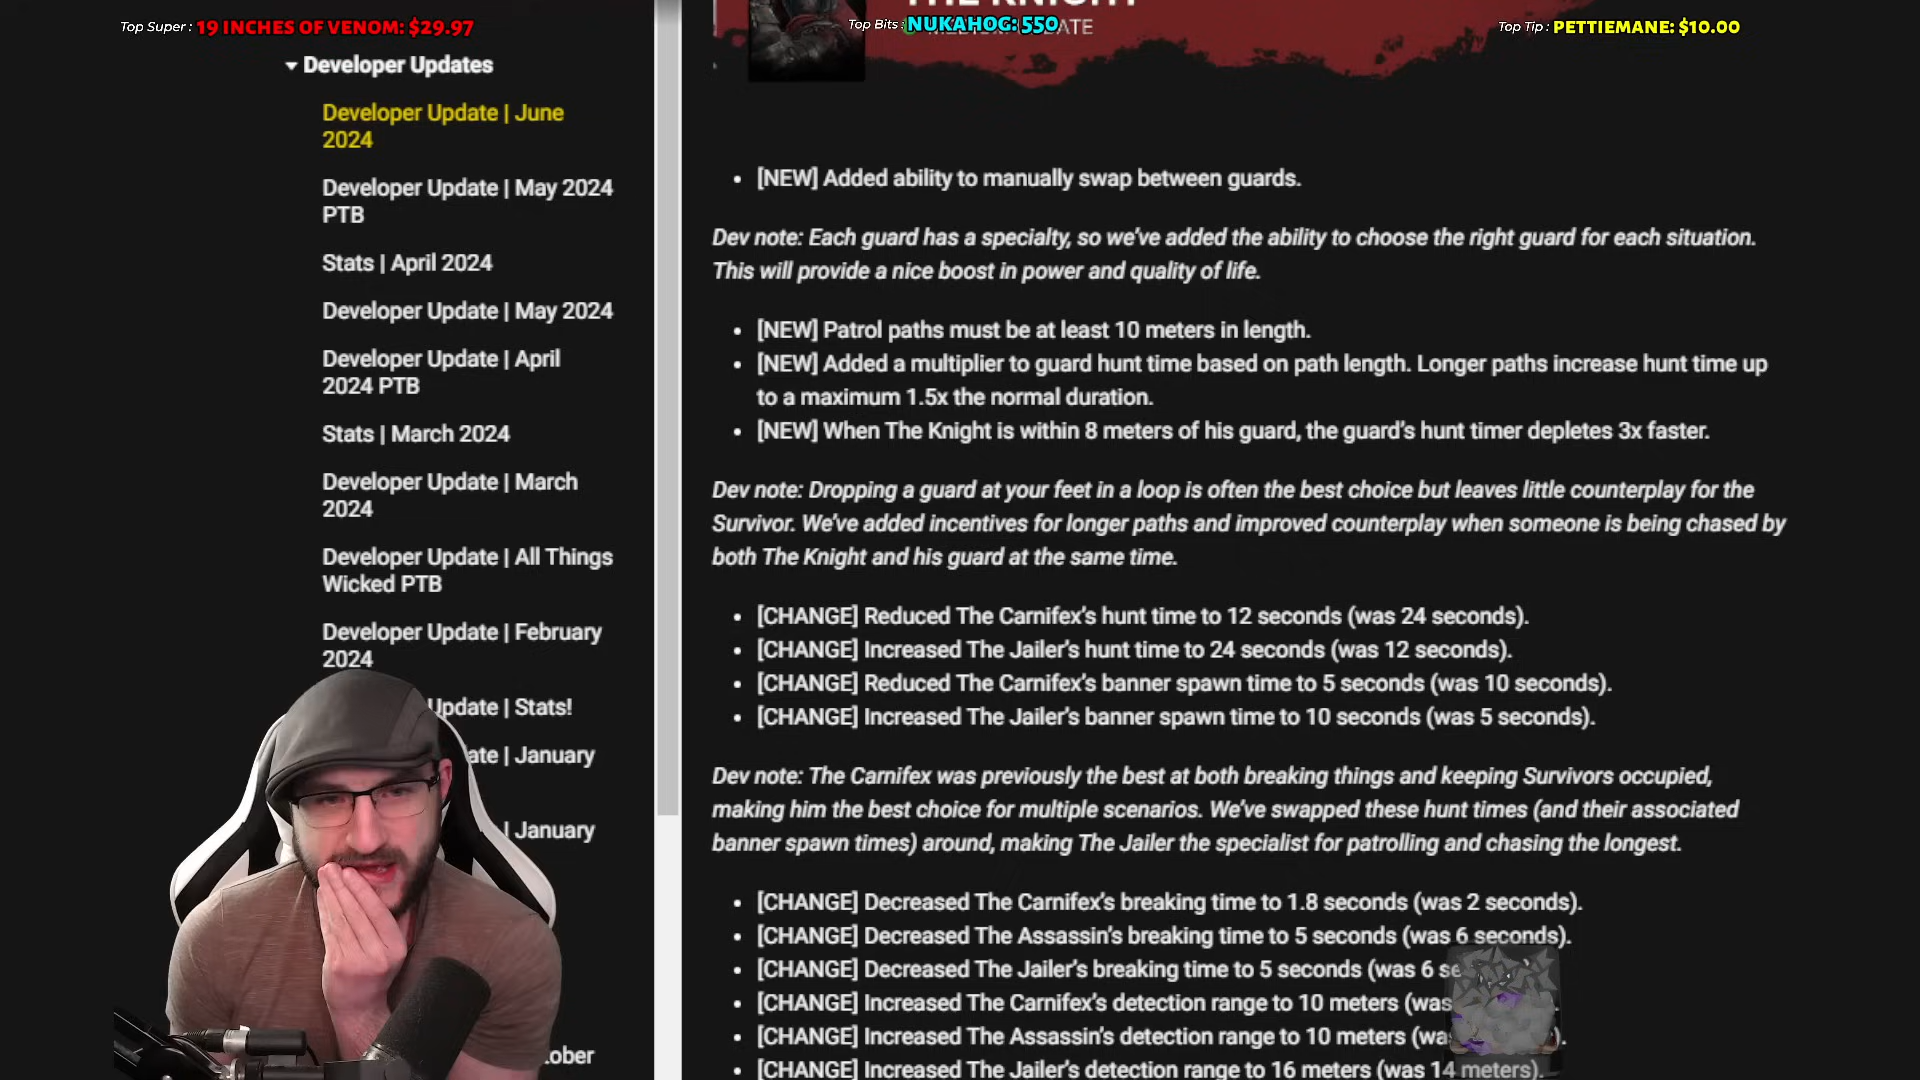 Top Super : 19 INCHES OF VENOM: $29.97
Top Bits : NUKAHOG: 550
Top Tip : PETTIEMANE: $10.00
Developer Updates
Developer Update | June
2024
Developer Update | May 2024
PTB
Stats | April 2024
Developer Update | May 2024
Developer Update | April
2024 PTB
Stats | March 2024
Developer Update | March
2024
Developer Update | All Things
Wicked PTB
Developer Update | February
2024
Update | Stats!
| January
| January
THE KNIGHT
• [NEW] Added ability to manually swap between guards.
Dev note: Each guard has a specialty, so we’ve added the ability to choose the right guard for each situation.
This will provide a nice boost in power and quality of life.
• [NEW] Patrol paths must be at least 10 meters in length.
• [NEW] Added a multiplier to guard hunt time based on path length. Longer paths increase hunt time up
to a maximum 1.5x the normal duration.
• [NEW] When The Knight is within 8 meters of his guard, the guard’s hunt timer depletes 3x faster.
Dev note: Dropping a guard at your feet in a loop is often the best choice but leaves little counterplay for the
Survivor. We’ve added incentives for longer paths and improved counterplay when someone is being chased by
both The Knight and his guard at the same time.
• [CHANGE] Reduced The Carnifex’s hunt time to 12 seconds (was 24 seconds).
• [CHANGE] Increased The Jailer’s hunt time to 24 seconds (was 12 seconds).
• [CHANGE] Reduced The Carnifex’s banner spawn time to 5 seconds (was 10 seconds).
• [CHANGE] Increased The Jailer’s banner spawn time to 10 seconds (was 5 seconds).
Dev note: The Carnifex was previously the best at both breaking things and keeping Survivors occupied,
making him the best choice for multiple scenarios. We’ve swapped these hunt times (and their associated
banner spawn times) around, making The Jailer the specialist for patrolling and chasing the longest.
• [CHANGE] Decreased The Carnifex’s breaking time to 1.8 seconds (was 2 seconds).
• [CHANGE] Decreased The Assassin’s breaking time to 5 seconds (was 6 seconds).
• [CHANGE] Decreased The Jailer’s breaking time to 5 seconds (was 6
• [CHANGE] Increased The Carnifex’s detection range to 10 meters (was
• [CHANGE] Increased The Assassin’s detection range to 10 meters
• [CHANGE] Increased The Jailer’s detection range to 16 meters (was 14 meters).